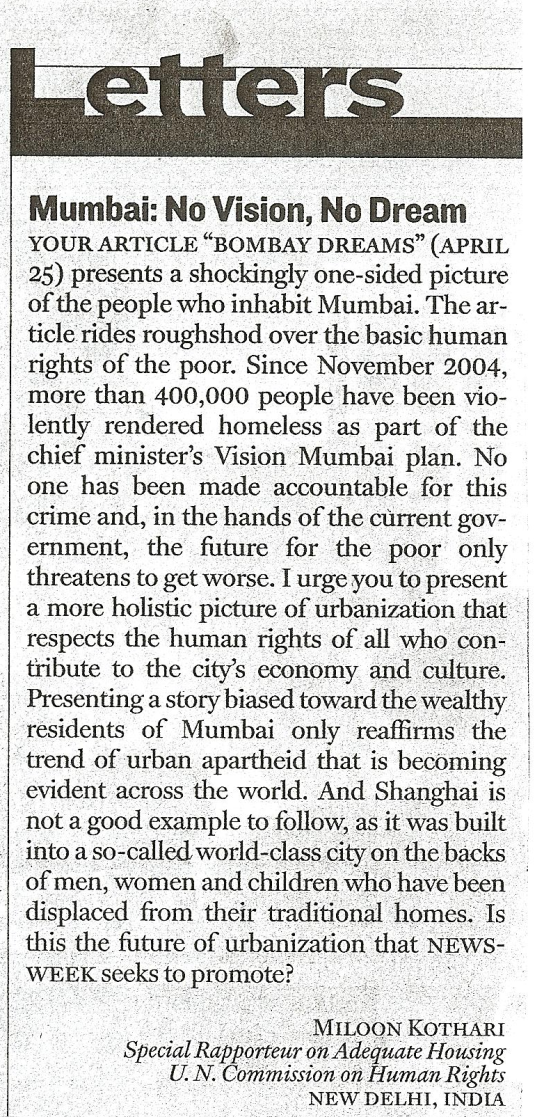 Letters
Mumbai: No Vision, No Dream
YOUR ARTICLE “BOMBAY DREAMS” (APRIL
25) presents a shockingly one-sided picture
of the people who inhabit Mumbai. The ar-
ticle rides roughshod over the basic human
rights of the poor. Since November 2004,
more than 400,000 people have been vio-
lently rendered homeless as part of the
chief minister’s Vision Mumbai plan. No
one has been made accountable for this
crime and, in the hands of the current gov-
ernment, the future for the poor only
threatens to get worse. I urge you to present
a more holistic picture of urbanization that
respects the human rights of all who con-
tribute to the city’s economy and culture.
Presenting a story biased toward the wealthy
residents of Mumbai only reaffirms the
trend of urban apartheid that is becoming
evident across the world. And Shanghai is
not a good example to follow, as it was built
into a so-called world-class city on the backs
of men, women and children who have been
displaced from their traditional homes. Is
this the future of urbanization that NEWS-
WEEK seeks to promote?
MILOON KOTHARI
Special Rapporteur on Adequate Housing
U. N. Commission on Human Rights
NEW DELHI, INDIA